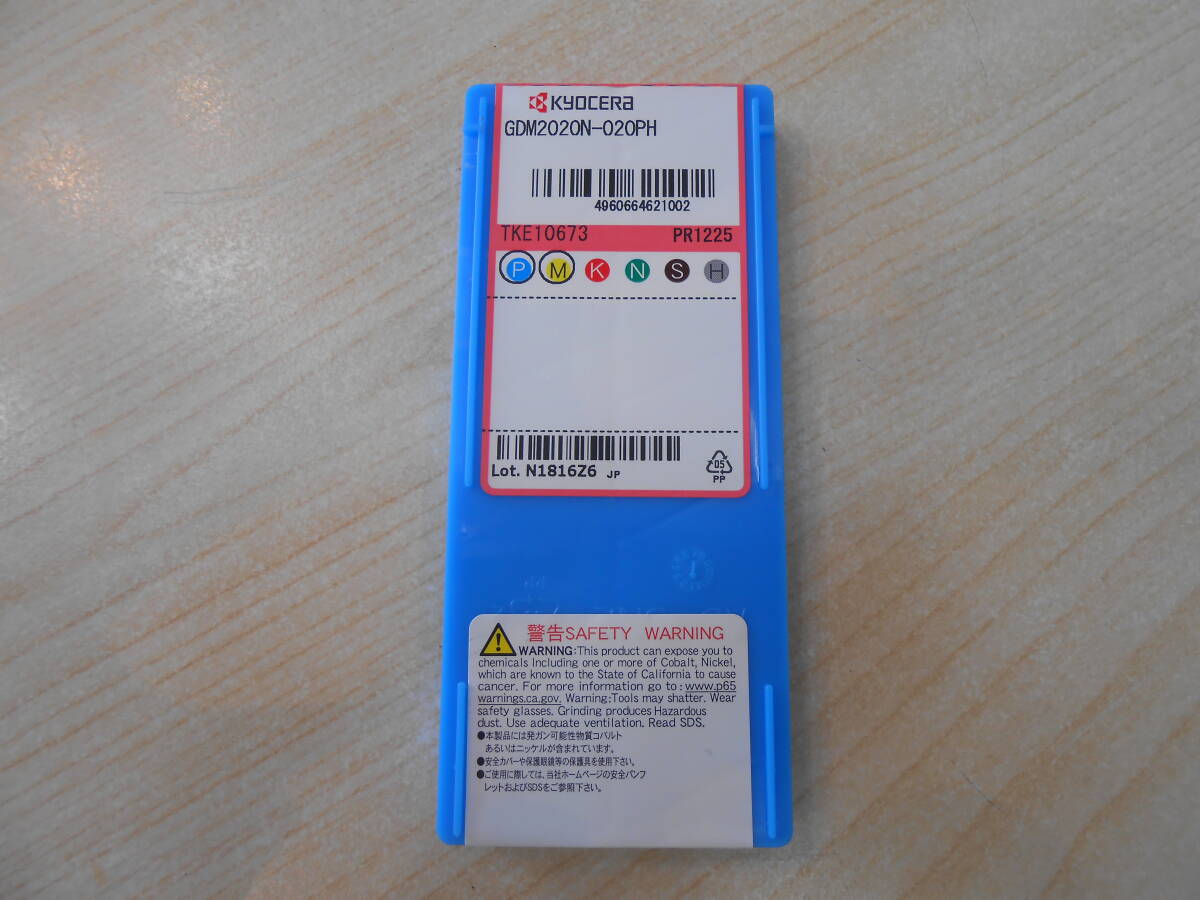 KYOCERA
GDM2020N-020PH
4960664621002
TKE10673 PR1225
P M K N S H
Lot. N1816Z6 JP
05
PP
警告SAFETY WARNING
WARNING:This product can expose you to
chemicals Including one or more of Cobalt, Nickel,
which are known to the State of California to cause
cancer. For more information go to: www.p65
warnings.ca.gov. Warning:Tools may shatter. Wear
safety glasses. Grinding produces Hazardous
dust. Use adequate ventilation. Read SDS.
●本製品には発ガン可能性物質コバルト
あるいはニッケルが含まれています。
●安全カバーや保護眼鏡等の保護具を使用下さい。
●ご使用に際しては、当社ホームページの安全パンフ
レットおよびSDSをご参照下さい。